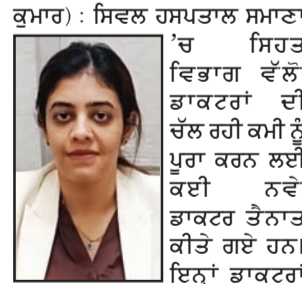 ਕੁਮਾਰ) : ਸਿਵਲ ਹਸਪਤਾਲ ਸਮਾਣਾ
’ਚ ਸਿਹਤ
ਵਿਭਾਗ ਵੱਲੋਂ
ਡਾਕਟਰਾਂ ਦੀ
ਚੱਲ ਰਹੀ ਕਮੀ ਨੂੰ
ਪੂਰਾ ਕਰਨ ਲਈ
ਕਈ ਨਵੇਂ
ਡਾਕਟਰ ਤੈਨਾਤ
ਕੀਤੇ ਗਏ ਹਨ।
ਇਨ੍ਹਾਂ ਡਾਕਟਰਾਂ